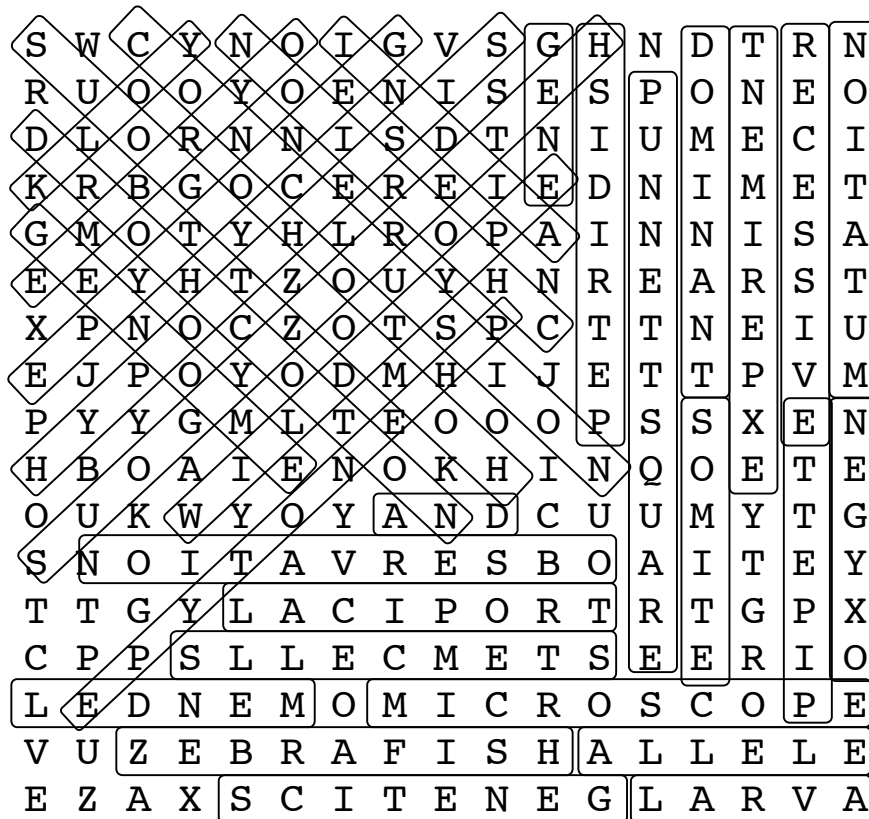 S W C Y N O I G V S G H N D T R N
R U O O Y O E N I S E S P O N E O
D L O R N N I S D T N I U M E C I
K R B G O C E R E I E D N I M E T
G M O T Y H L R O P A I N N I S A
E E Y H T Z O U Y H N R E A R S T
X P N O C Z O T S P C T T N E I U
E J P O Y O D M H I J E T T P V M
P Y Y G M L T E O O O P S S X E N
H B O A I E N O K H I N Q O E T E
O U K W Y O Y A N D C U U M Y T G
S N O I T A V R E S B O A I T E Y
T T G Y L A C I P O R T R T G P X
C P P S L L E C M E T S E E R I O
L E D N E M O M I C R O S C O P E
V U Z E B R A F I S H A L L E L E
E Z A X S C I T E N E G L A R V A